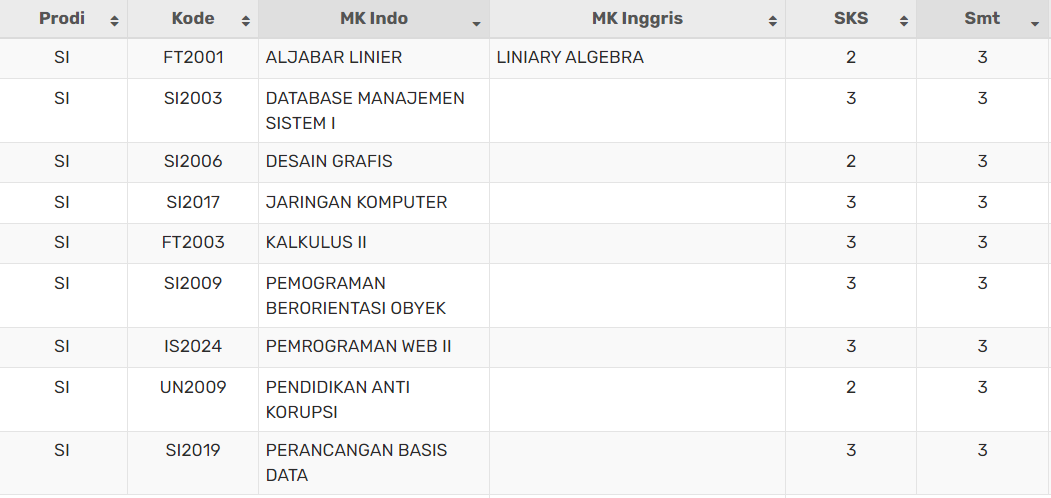 Prodi Kode MK Indo MK Inggris SKS Smt
SI FT2001 ALJABAR LINIER LINIARY ALGEBRA 2 3
SI SI2003 DATABASE MANAJEMEN 3 3
SISTEM I
SI SI2006 DESAIN GRAFIS 2 3
SI SI2017 JARINGAN KOMPUTER 3 3
SI FT2003 KALKULUS II 3 3
SI SI2009 PEMOGRAMAN 3 3
BERORIENTASI OBYEK
SI IS2024 PEMROGRAMAN WEB II 3 3
SI UN2009 PENDIDIKAN ANTI 2 3
KORUPSI
SI SI2019 PERANCANGAN BASIS 3 3
DATA